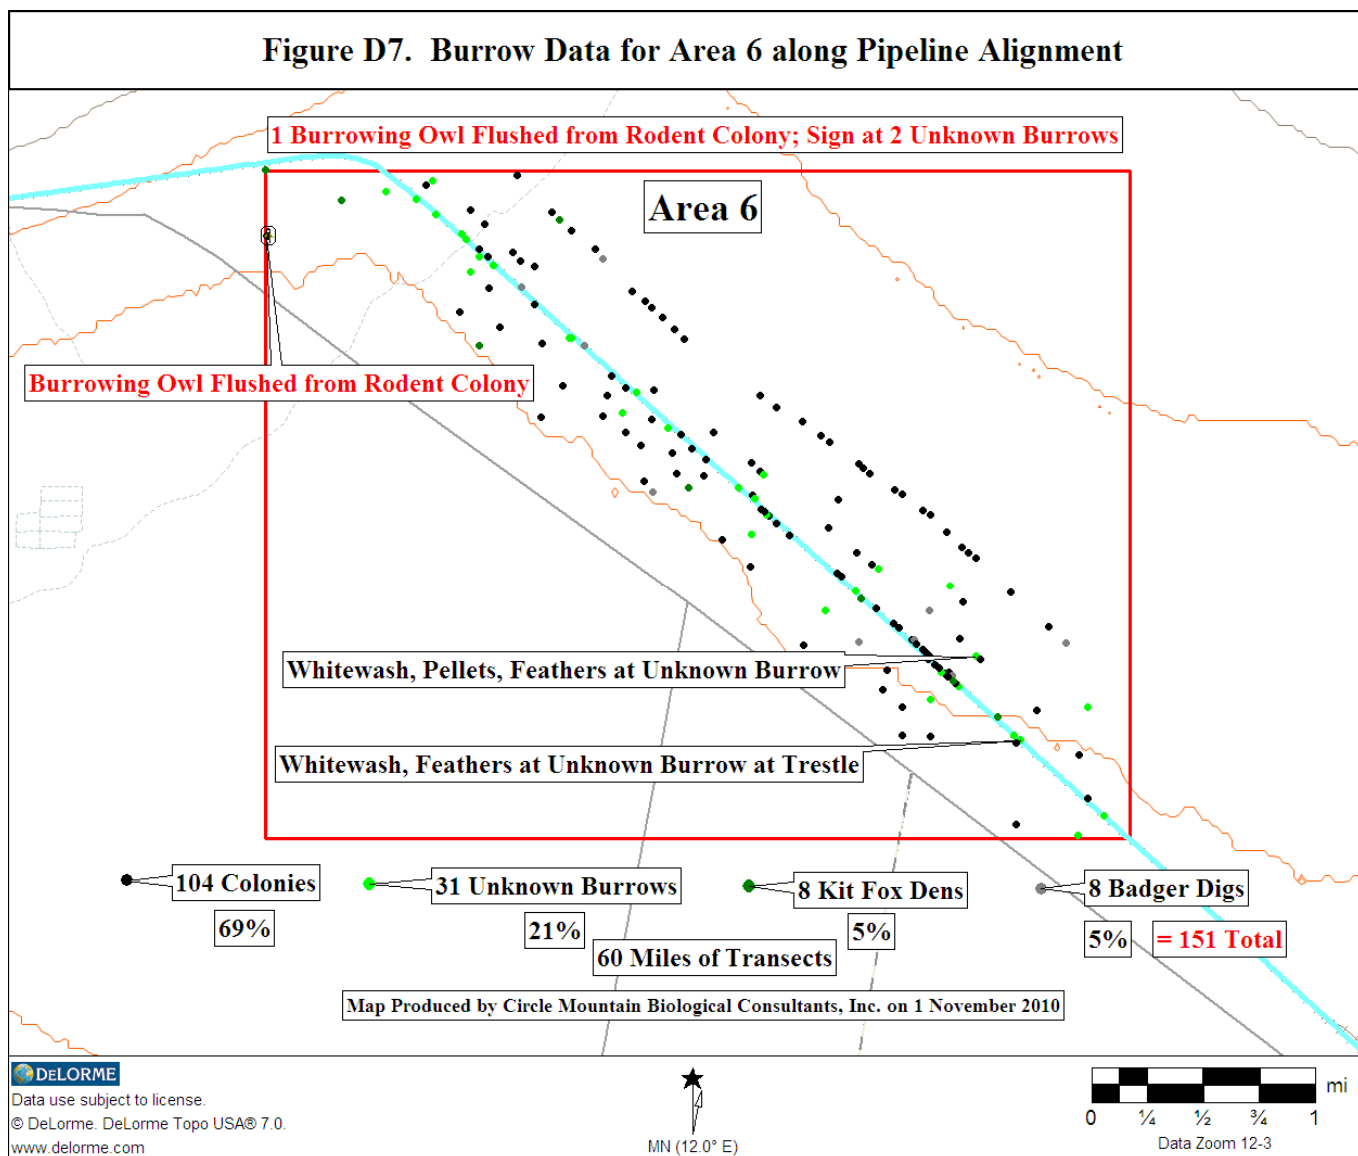 Figure D7.  Burrow Data for Area 6 along Pipeline Alignment
1 Burrowing Owl Flushed from Rodent Colony; Sign at 2 Unknown Burrows
Area 6
Burrowing Owl Flushed from Rodent Colony
Whitewash, Pellets, Feathers at Unknown Burrow
Whitewash, Feathers at Unknown Burrow at Trestle
104 Colonies
31 Unknown Burrows
8 Kit Fox Dens
8 Badger Digs
69%
21%
5%
5%
= 151 Total
60 Miles of Transects
Map Produced by Circle Mountain Biological Consultants, Inc. on 1 November 2010
DELORME
Data use subject to license.
© DeLorme. DeLorme Topo USA® 7.0.
www.delorme.com
MN (12.0° E)
mi
0 ¼ ½ ¾ 1
Data Zoom 12-3